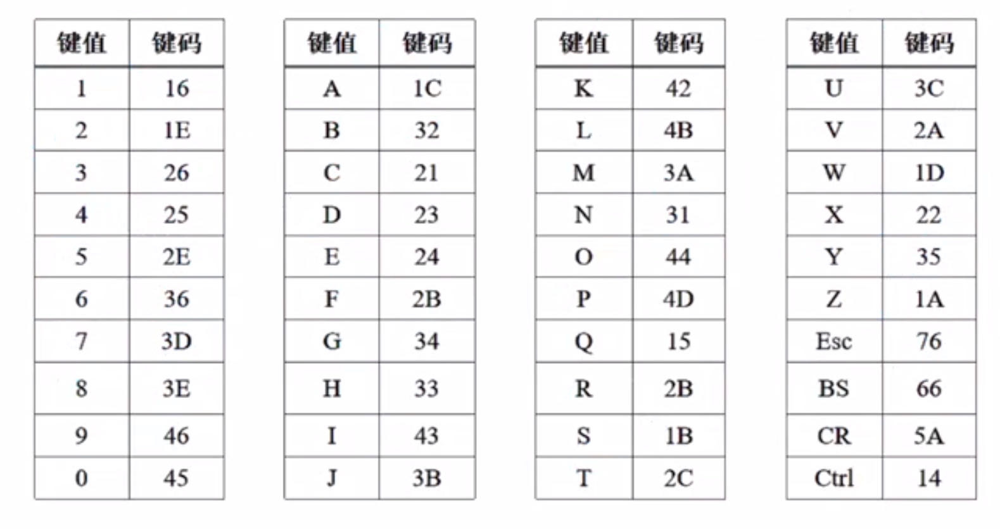 键值 键码 键值 键码 键值 键码 键值 键码
1 16 A 1C K 42 U 3C
2 1E B 32 L 4B V 2A
3 26 C 21 M 3A W 1D
4 25 D 23 N 31 X 22
5 2E E 24 O 44 Y 35
6 36 F 2B P 4D Z 1A
7 3D G 34 Q 15 Esc 76
8 3E H 33 R 2B BS 66
9 46 I 43 S 1B CR 5A
0 45 J 3B T 2C Ctrl 14